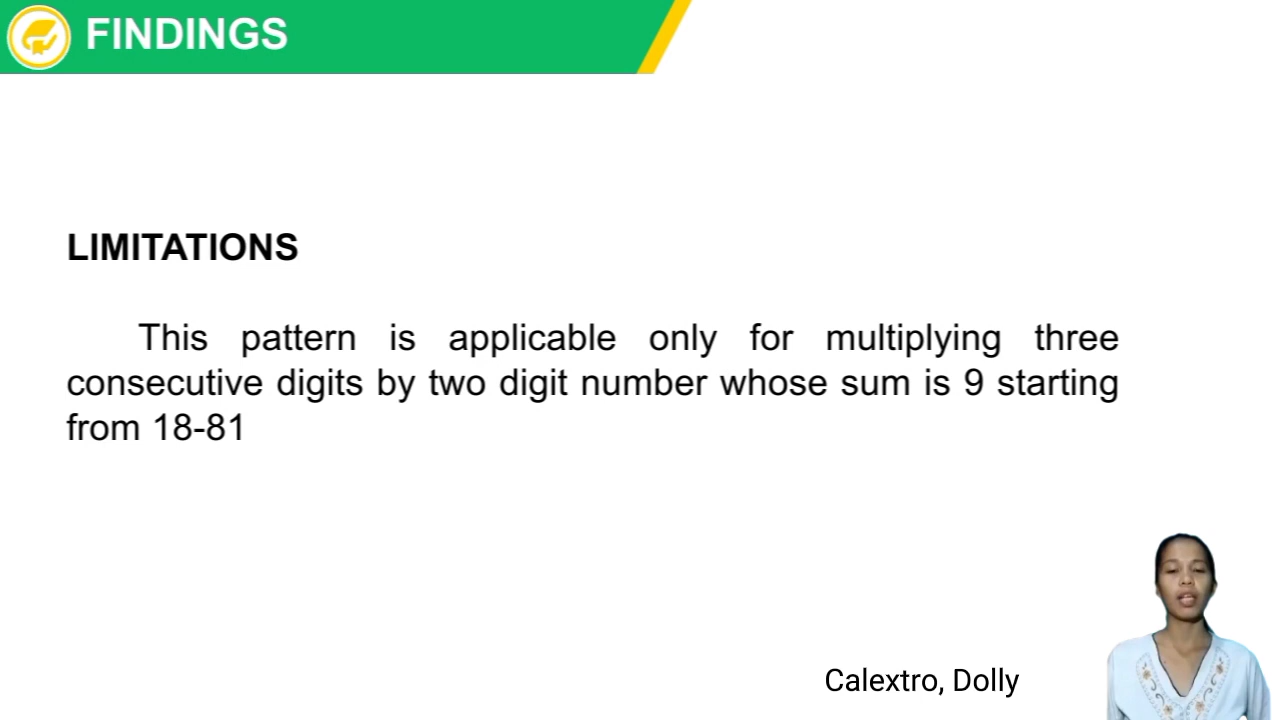 FINDINGS
LIMITATIONS
This pattern is applicable only for multiplying three
consecutive digits by two digit number whose sum is 9 starting
from 18-81
Calextro, Dolly